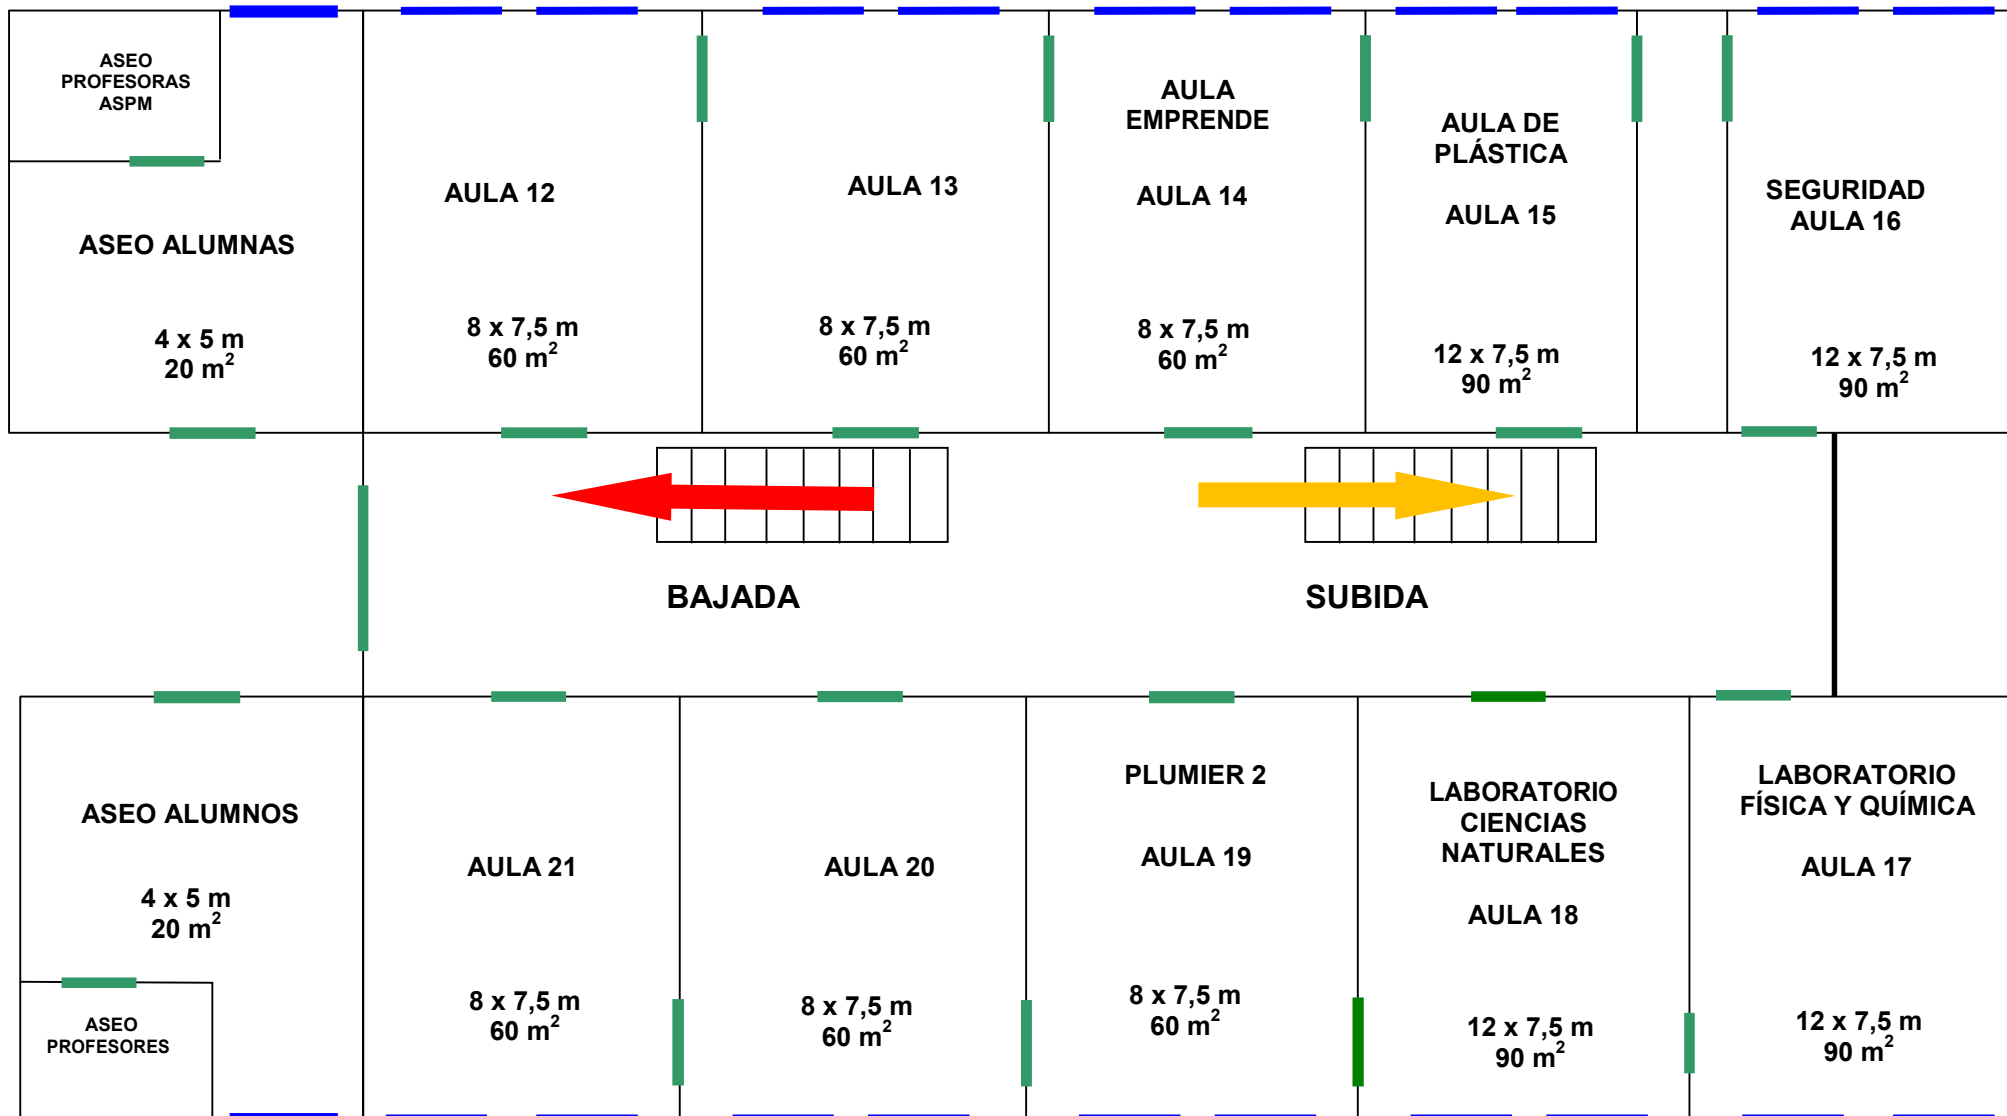 ASEO
PROFESORAS
ASPM
ASEO ALUMNAS
4 x 5 m
20 m²
AULA 12
8 x 7,5 m
60 m²
AULA 13
8 x 7,5 m
60 m²
AULA
EMPRENDE
AULA 14
8 x 7,5 m
60 m²
AULA DE
PLÁSTICA
AULA 15
12 x 7,5 m
90 m²
SEGURIDAD
AULA 16
12 x 7,5 m
90 m²
BAJADA
SUBIDA
ASEO ALUMNOS
4 x 5 m
20 m²
ASEO
PROFESORES
AULA 21
8 x 7,5 m
60 m²
AULA 20
8 x 7,5 m
60 m²
PLUMIER 2
AULA 19
8 x 7,5 m
60 m²
LABORATORIO
CIENCIAS
NATURALES
AULA 18
12 x 7,5 m
90 m²
LABORATORIO
FÍSICA Y QUÍMICA
AULA 17
12 x 7,5 m
90 m²